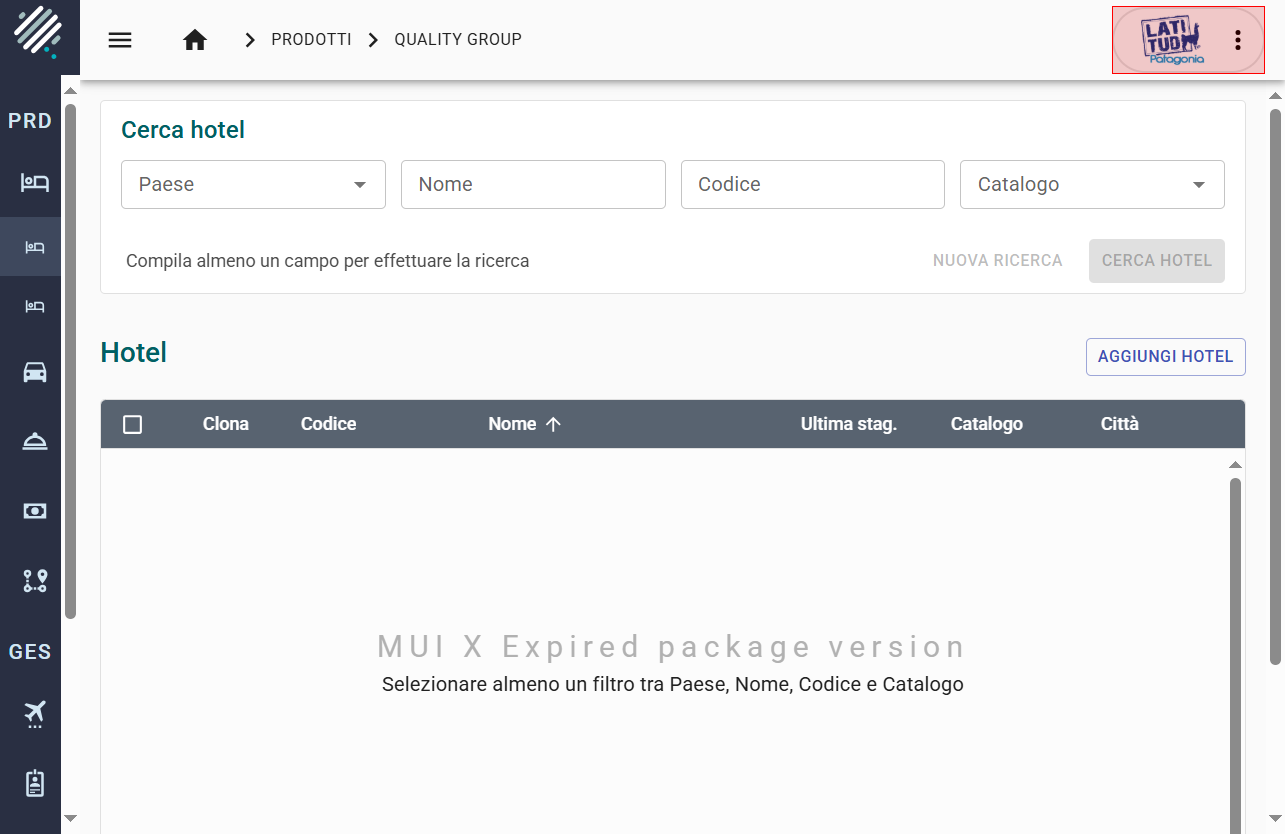 PRODOTTI
QUALITY GROUP
LATI
TUD
Patagonia
PRD
GES
Cerca hotel
Paese
Nome
Codice
Catalogo
Compila almeno un campo per effettuare la ricerca
NUOVA RICERCA
CERCA HOTEL
Hotel
AGGIUNGI HOTEL
Clona
Codice
Nome
Ultima stag.
Catalogo
Città
MUI X Expired package version
Selezionare almeno un filtro tra Paese, Nome, Codice e Catalogo